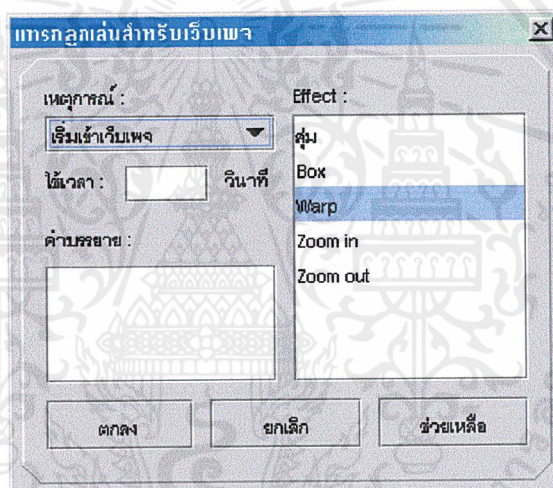 แทรกลูกเล่นสำหรับเว็บเพจ
เหตุการณ์ :
เริ่มเข้าเว็บเพจ
ใช้เวลา : วินาที
คำบรรยาย :
Effect :
สุ่ม
Box
Warp
Zoom in
Zoom out
ตกลง
ยกเลิก
ช่วยเหลือ